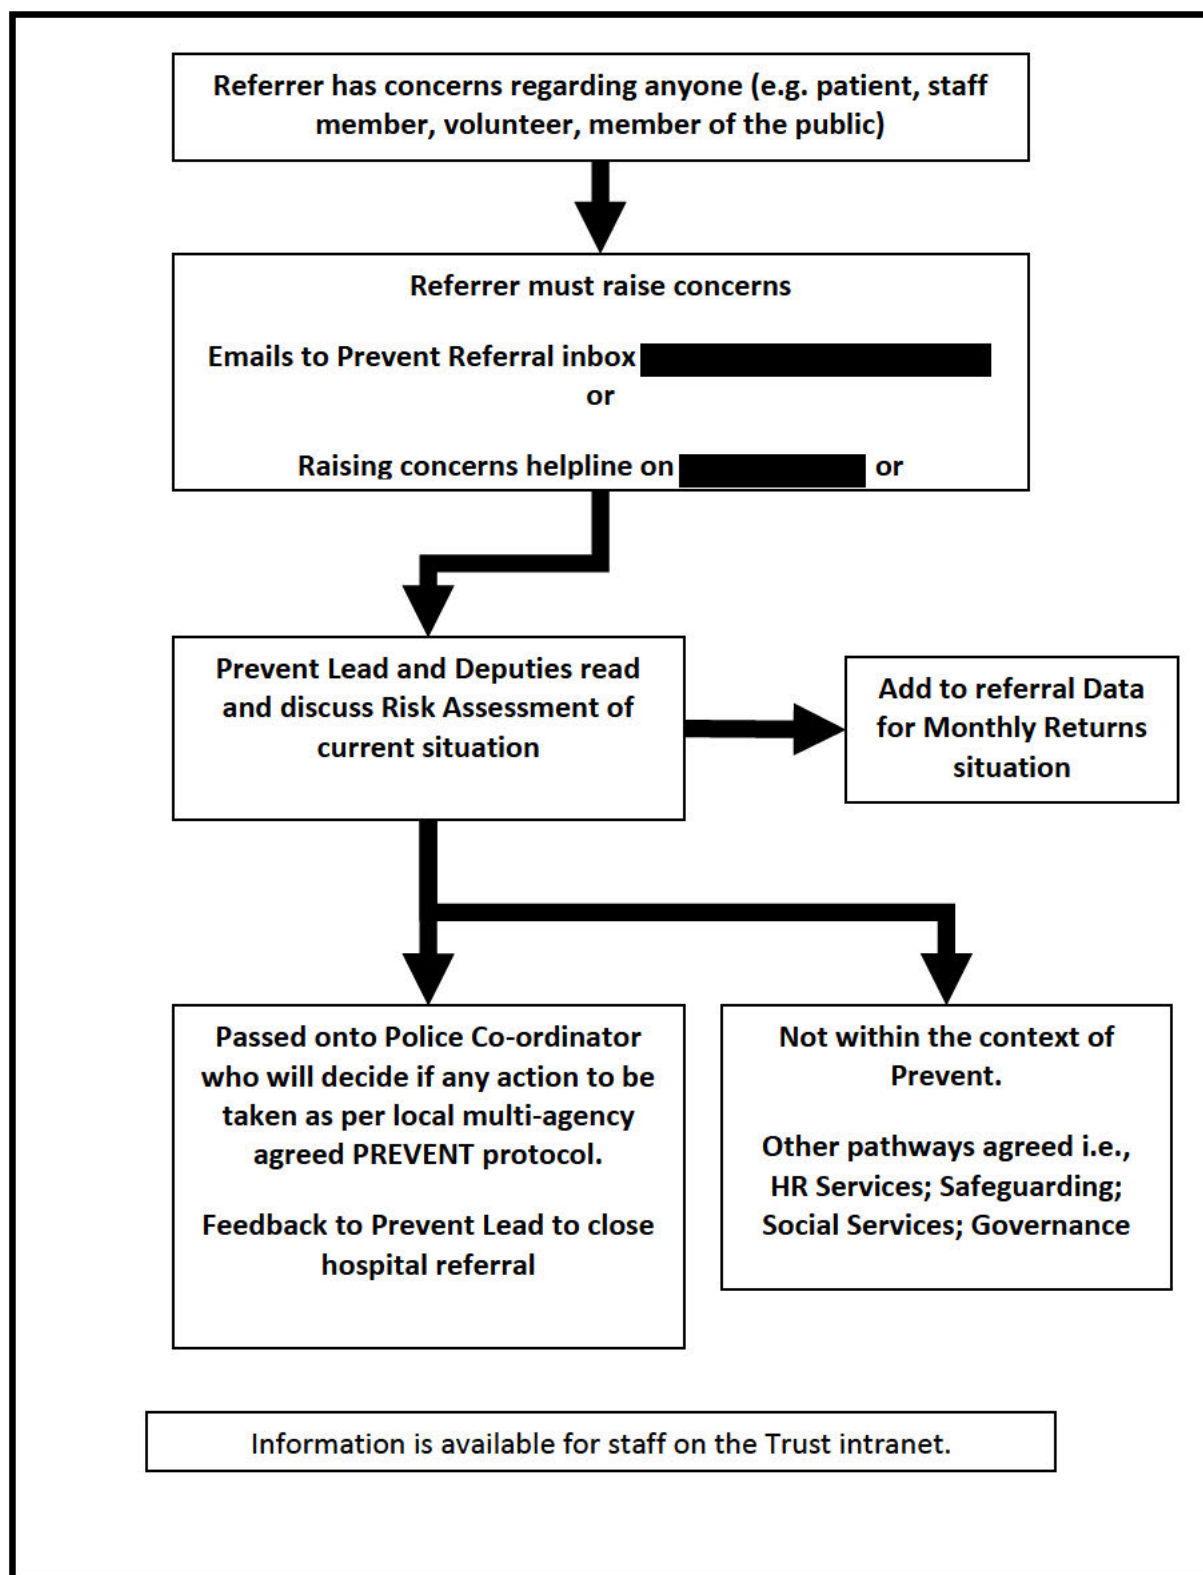 Referrer has concerns regarding anyone (e.g. patient, staff
member, volunteer, member of the public)
Referrer must raise concerns
Emails to Prevent Referral inbox
or
Raising concerns helpline on or
Prevent Lead and Deputies read
and discuss Risk Assessment of
current situation
Add to referral Data
for Monthly Returns
situation
Passed onto Police Co-ordinator
who will decide if any action to be
taken as per local multi-agency
agreed PREVENT protocol.
Feedback to Prevent Lead to close
hospital referral
Not within the context of
Prevent.
Other pathways agreed i.e.,
HR Services; Safeguarding;
Social Services; Governance
Information is available for staff on the Trust intranet.